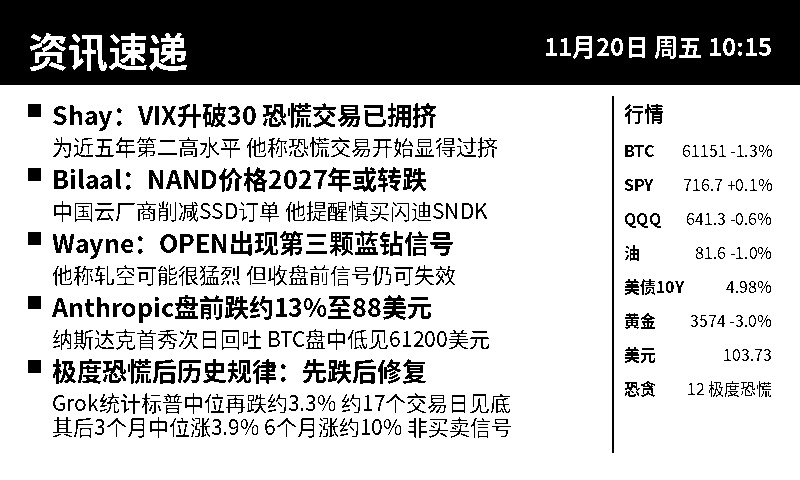 资讯速递
11月20日 周五 10:15
Shay：VIX升破30 恐慌交易已拥挤
为近五年第二高水平 他称恐慌交易开始显得过挤
Bilaal：NAND价格2027年或转跌
中国云厂商削减SSD订单 他提醒慎买闪迪SNDK
Wayne：OPEN出现第三颗蓝钻信号
他称轧空可能很猛烈 但收盘前信号仍可失效
Anthropic盘前跌约13%至88美元
纳斯达克首秀次日回吐 BTC盘中低见61200美元
极度恐慌后历史规律：先跌后修复
Grok统计标普中位再跌约3.3% 约17个交易日见底
其后3个月中位涨3.9% 6个月涨约10% 非买卖信号
行情
BTC 61151 -1.3%
SPY 716.7 +0.1%
QQQ 641.3 -0.6%
油 81.6 -1.0%
美债10Y 4.98%
黄金 3574 -3.0%
美元 103.73
恐贪 12 极度恐慌